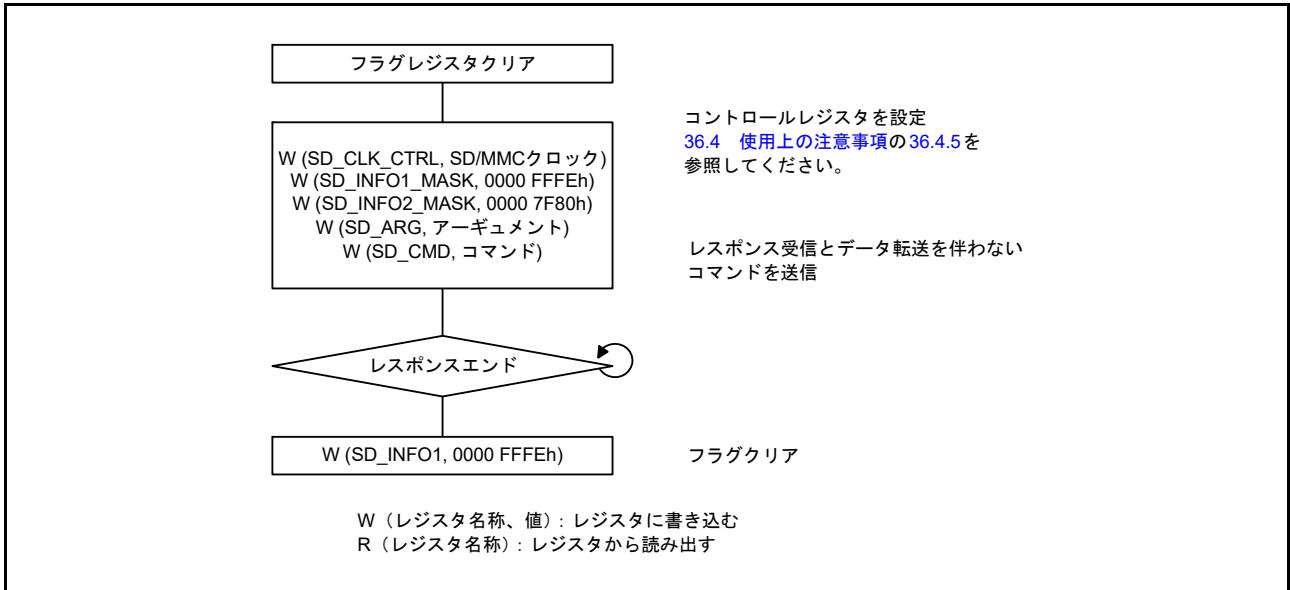 フラグレジスタクリア
W (SD_CLK_CTRL, SD/MMCクロック)
W (SD_INFO1_MASK, 0000 FFFEh)
W (SD_INFO2_MASK, 0000 7F80h)
W (SD_ARG, アーギュメント)
W (SD_CMD, コマンド)
コントロールレジスタを設定
36.4 使用上の注意事項の36.4.5を
参照してください。
レスポンス受信とデータ転送を伴わない
コマンドを送信
レスポンスエンド
W (SD_INFO1, 0000 FFFEh)
フラグクリア
W（レジスタ名称、値）: レジスタに書き込む
R（レジスタ名称）: レジスタから読み出す